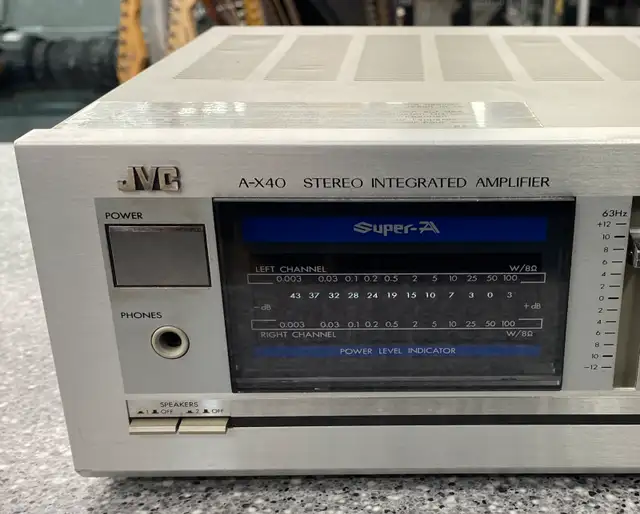 JVC
A-X40 STEREO INTEGRATED AMPLIFIER
POWER
Super-A
LEFT CHANNEL W/8Ω
0.003 0.03 0.1 0.2 0.5 2 5 10 25 50 100
43 37 32 28 24 19 15 10 7 3 0 3
-dB +dB
0.003 0.03 0.1 0.2 0.5 2 5 10 25 50 100
RIGHT CHANNEL W/8Ω
POWER LEVEL INDICATOR
PHONES
SPEAKERS
1 OFF 2 OFF
63Hz
+12
10
8
6
4
2
0
2
4
6
8
10
-12